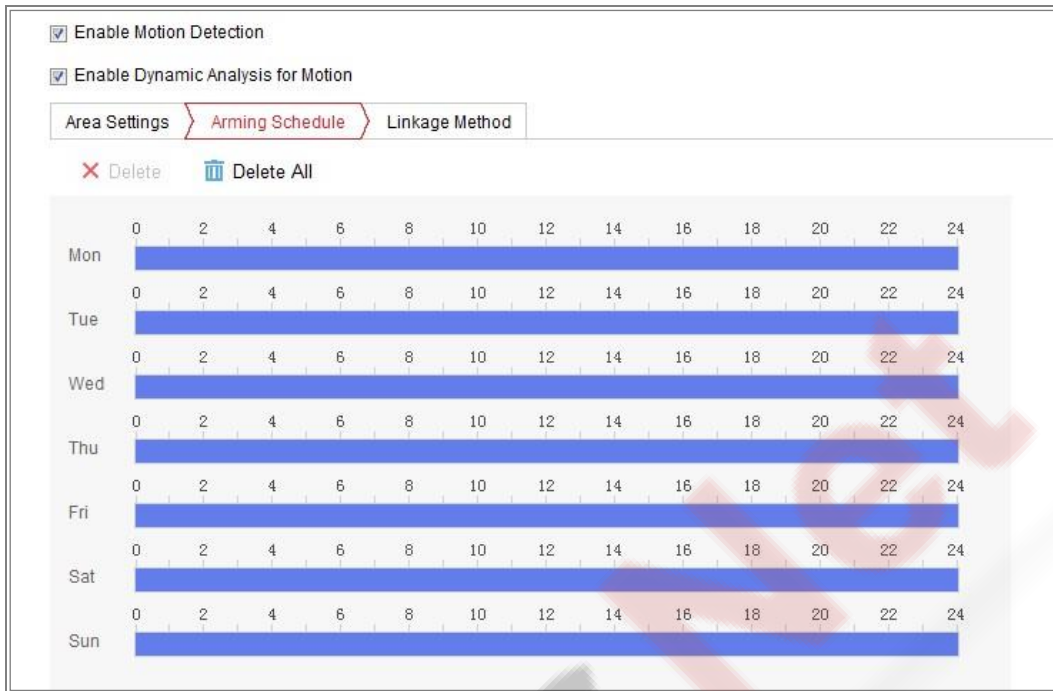 Enable Motion Detection
Enable Dynamic Analysis for Motion
Area Settings Arming Schedule Linkage Method
Delete Delete All
0 2 4 6 8 10 12 14 16 18 20 22 24
Mon
0 2 4 6 8 10 12 14 16 18 20 22 24
Tue
0 2 4 6 8 10 12 14 16 18 20 22 24
Wed
0 2 4 6 8 10 12 14 16 18 20 22 24
Thu
0 2 4 6 8 10 12 14 16 18 20 22 24
Fri
0 2 4 6 8 10 12 14 16 18 20 22 24
Sat
0 2 4 6 8 10 12 14 16 18 20 22 24
Sun
Net